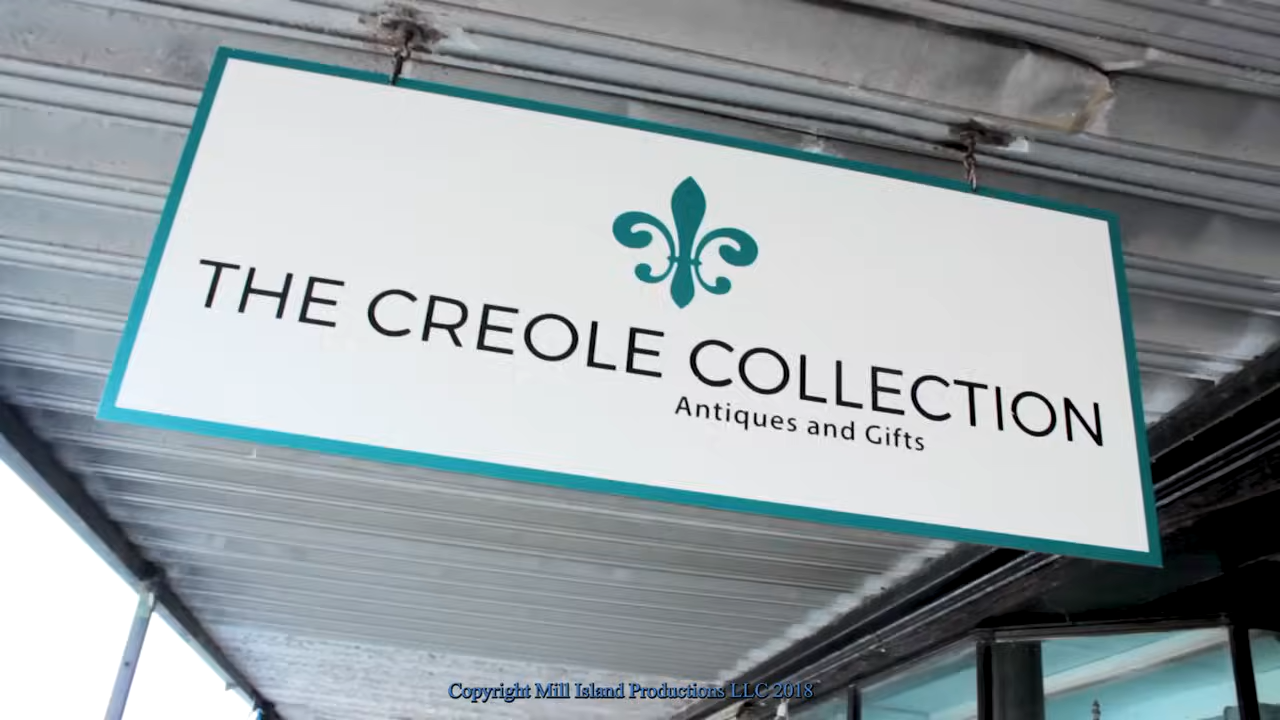 THE CREOLE COLLECTION
Antiques and Gifts
Copyright Mill Island Productions LLC 2018